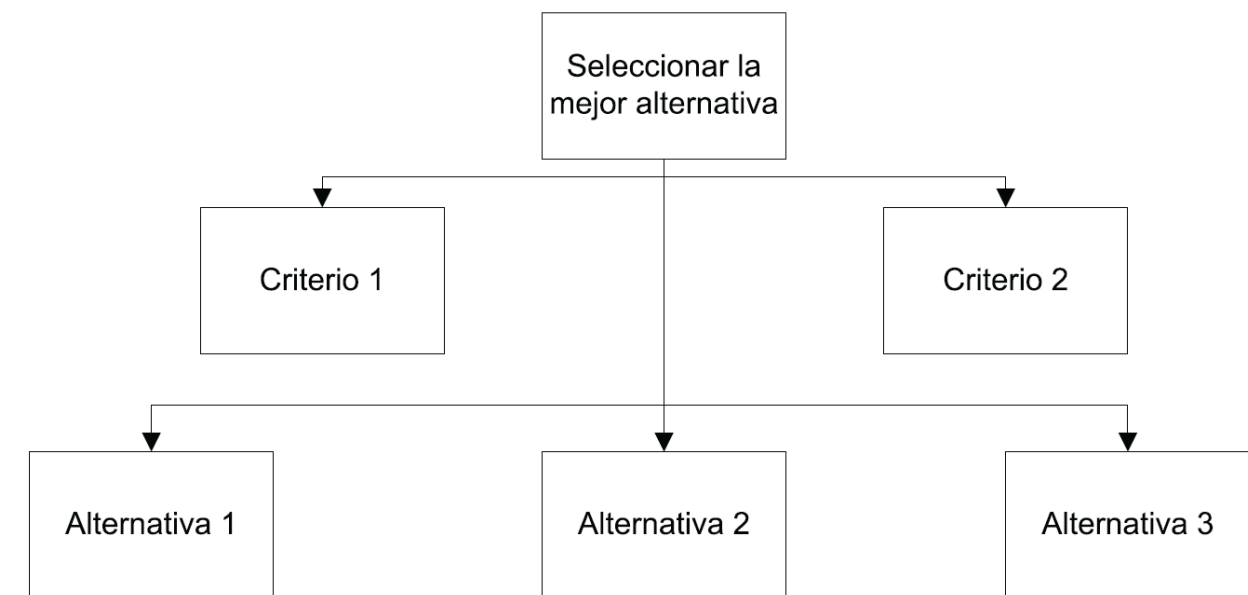 Seleccionar la
mejor alternativa
Criterio 1
Criterio 2
Alternativa 1
Alternativa 2
Alternativa 3